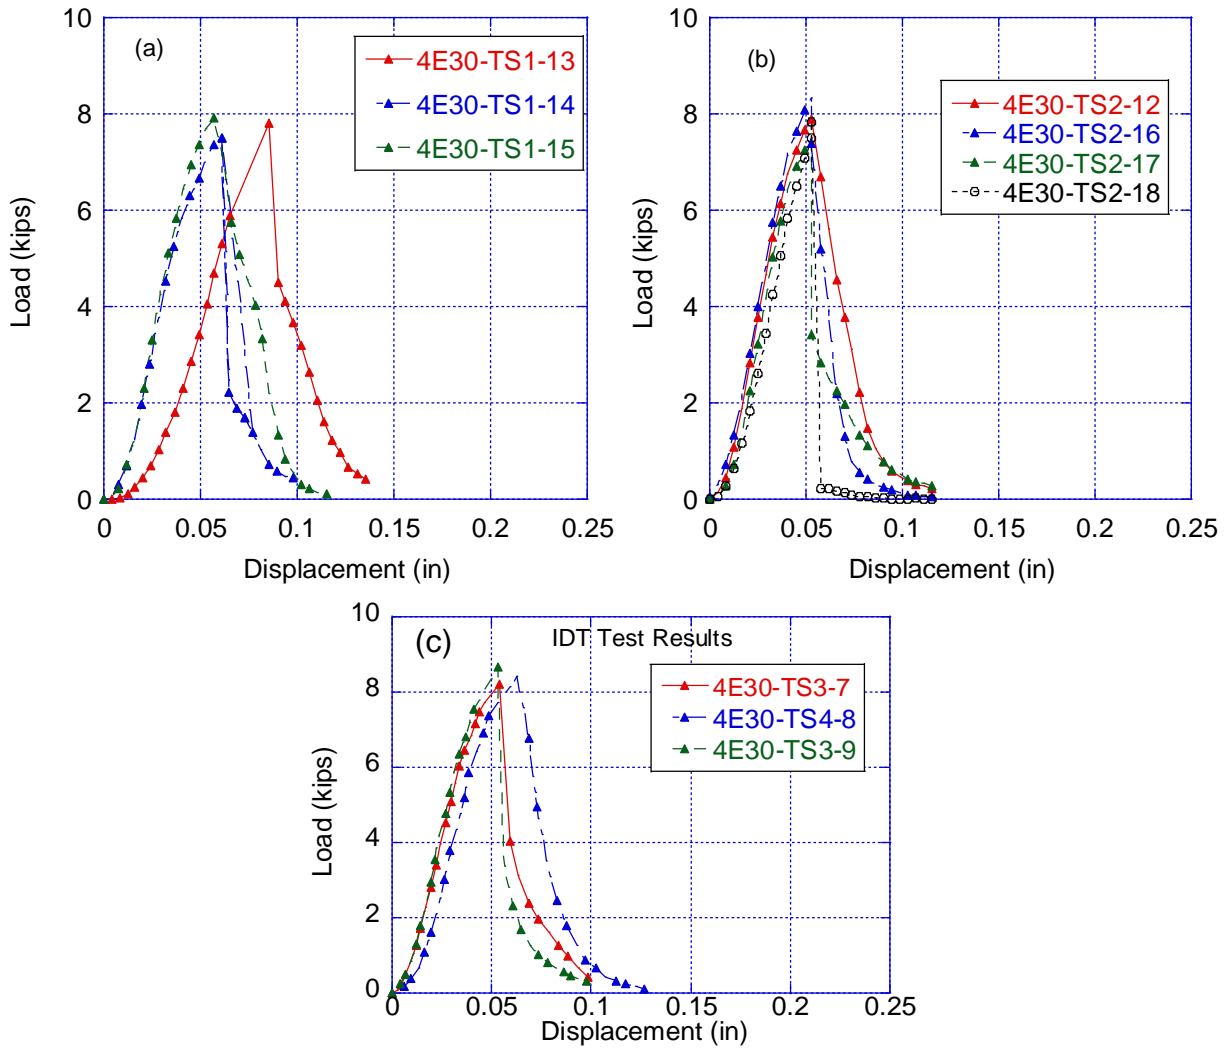 (a)
10
8
6
4
2
0
Load (kips)
4E30-TS1-13
4E30-TS1-14
4E30-TS1-15
0 0.05 0.1 0.15 0.2 0.25
Displacement (in)
(b)
10
8
6
4
2
0
Load (kips)
4E30-TS2-12
4E30-TS2-16
4E30-TS2-17
4E30-TS2-18
0 0.05 0.1 0.15 0.2 0.25
Displacement (in)
(c)
IDT Test Results
10
8
6
4
2
0
Load (kips)
4E30-TS3-7
4E30-TS4-8
4E30-TS3-9
0 0.05 0.1 0.15 0.2 0.25
Displacement (in)